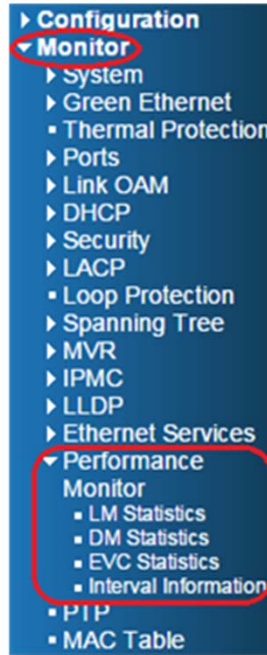 Configuration
Monitor
System
Green Ethernet
Thermal Protection
Ports
Link OAM
DHCP
Security
LACP
Loop Protection
Spanning Tree
MVR
IPMC
LLDP
Ethernet Services
Performance
Monitor
LM Statistics
DM Statistics
EVC Statistics
Interval Information
PTP
MAC Table